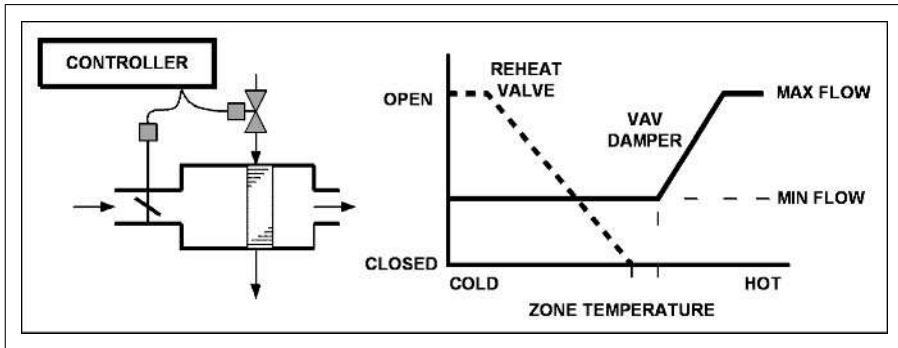 CONTROLLER
REHEAT
VALVE
OPEN
MAX FLOW
VAV
DAMPER
MIN FLOW
CLOSED
COLD
HOT
ZONE TEMPERATURE